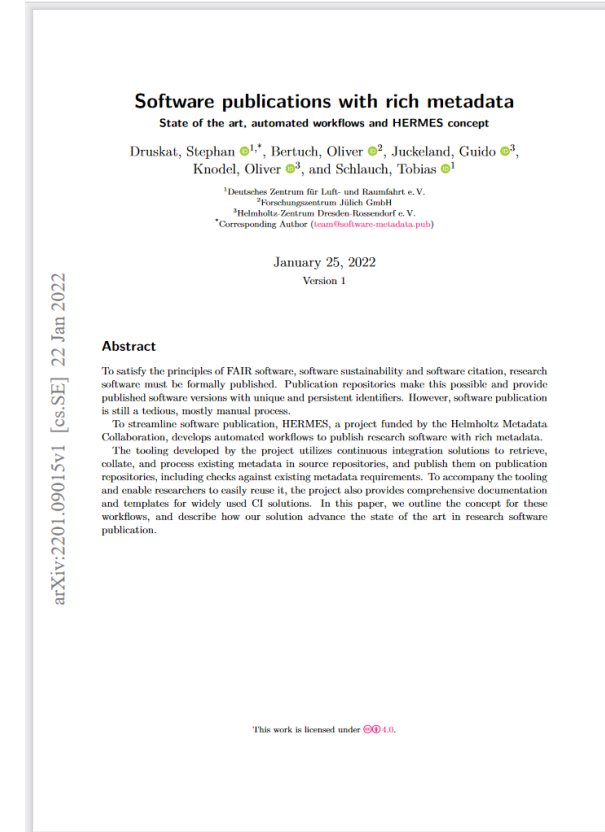 Software publications with rich metadata
State of the art, automated workflows and HERMES concept
Druskat, Stephan 1,*, Bertuch, Oliver 2, Juckeland, Guido 3,
Knodel, Oliver 3, and Schlauch, Tobias 1
1Deutsches Zentrum für Luft- und Raumfahrt e. V.
2Forschungszentrum Jülich GmbH
3Helmholtz-Zentrum Dresden-Rossendorf e. V.
*Corresponding Author (team@software-metadata.pub)
January 25, 2022
Version 1
arXiv:2201.09015v1 [cs.SE] 22 Jan 2022
Abstract
To satisfy the principles of FAIR software, software sustainability and software citation, research
software must be formally published. Publication repositories make this possible and provide
published software versions with unique and persistent identifiers. However, software publication
is still a tedious, mostly manual process.
To streamline software publication, HERMES, a project funded by the Helmholtz Metadata
Collaboration, develops automated workflows to publish research software with rich metadata.
The tooling developed by the project utilizes continuous integration solutions to retrieve,
collate, and process existing metadata in source repositories, and publish them on publication
repositories, including checks against existing metadata requirements. To accompany the tooling
and enable researchers to easily reuse it, the project also provides comprehensive documentation
and templates for widely used CI solutions. In this paper, we outline the concept for these
workflows, and describe how our solution advance the state of the art in research software
publication.
This work is licensed under 4.0.